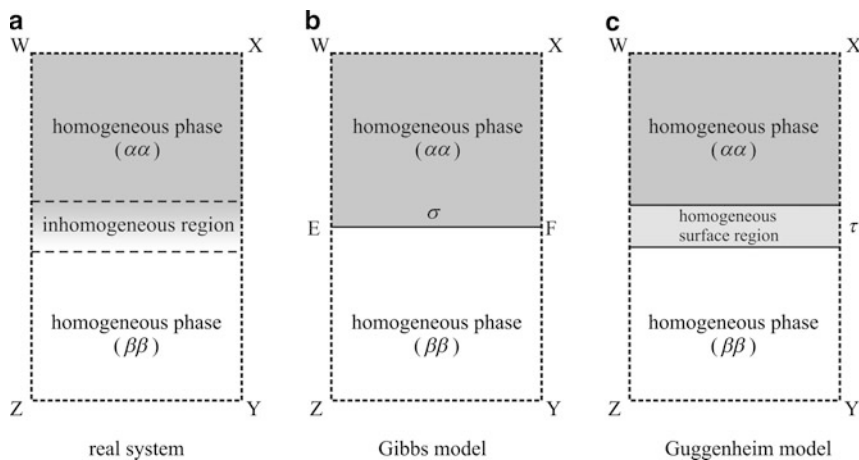 a
W X
homogeneous phase
(αα)
inhomogeneous region
homogeneous phase
(ββ)
Z Y
real system
b
W X
homogeneous phase
(αα)
σ
E F
homogeneous phase
(ββ)
Z Y
Gibbs model
c
W X
homogeneous phase
(αα)
homogeneous
surface region
τ
homogeneous phase
(ββ)
Z Y
Guggenheim model